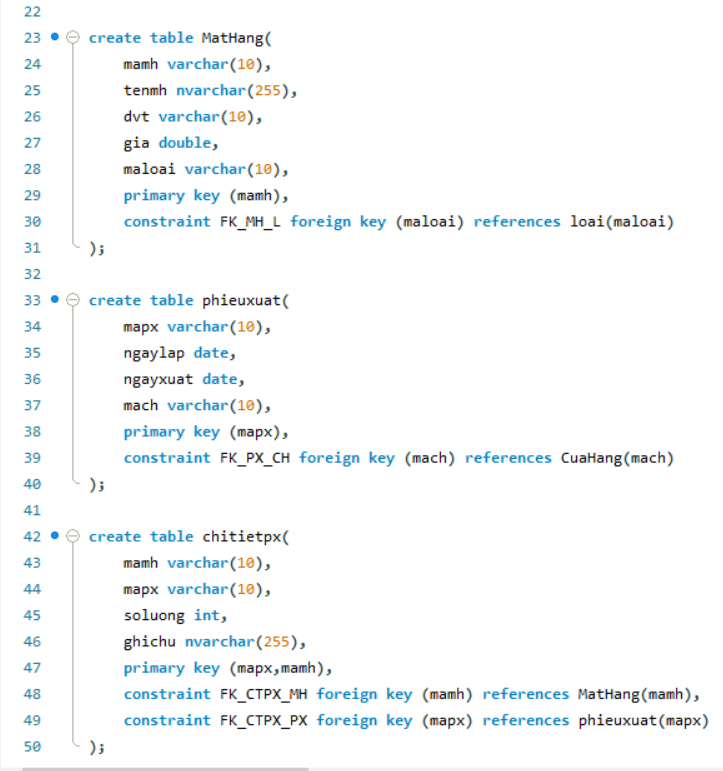 22
23 create table MatHang(
24 mamh varchar(10),
25 tenmh nvarchar(255),
26 dvt varchar(10),
27 gia double,
28 maloai varchar(10),
29 primary key (mamh),
30 constraint FK_MH_L foreign key (maloai) references loai(maloai)
31 );
32
33 create table phieuxuat(
34 mapx varchar(10),
35 ngaylap date,
36 ngayxuat date,
37 mach varchar(10),
38 primary key (mapx),
39 constraint FK_PX_CH foreign key (mach) references CuaHang(mach)
40 );
41
42 create table chitietpx(
43 mamh varchar(10),
44 mapx varchar(10),
45 soluong int,
46 ghichu nvarchar(255),
47 primary key (mapx,mamh),
48 constraint FK_CTPX_MH foreign key (mamh) references MatHang(mamh),
49 constraint FK_CTPX_PX foreign key (mapx) references phieuxuat(mapx)
50 );